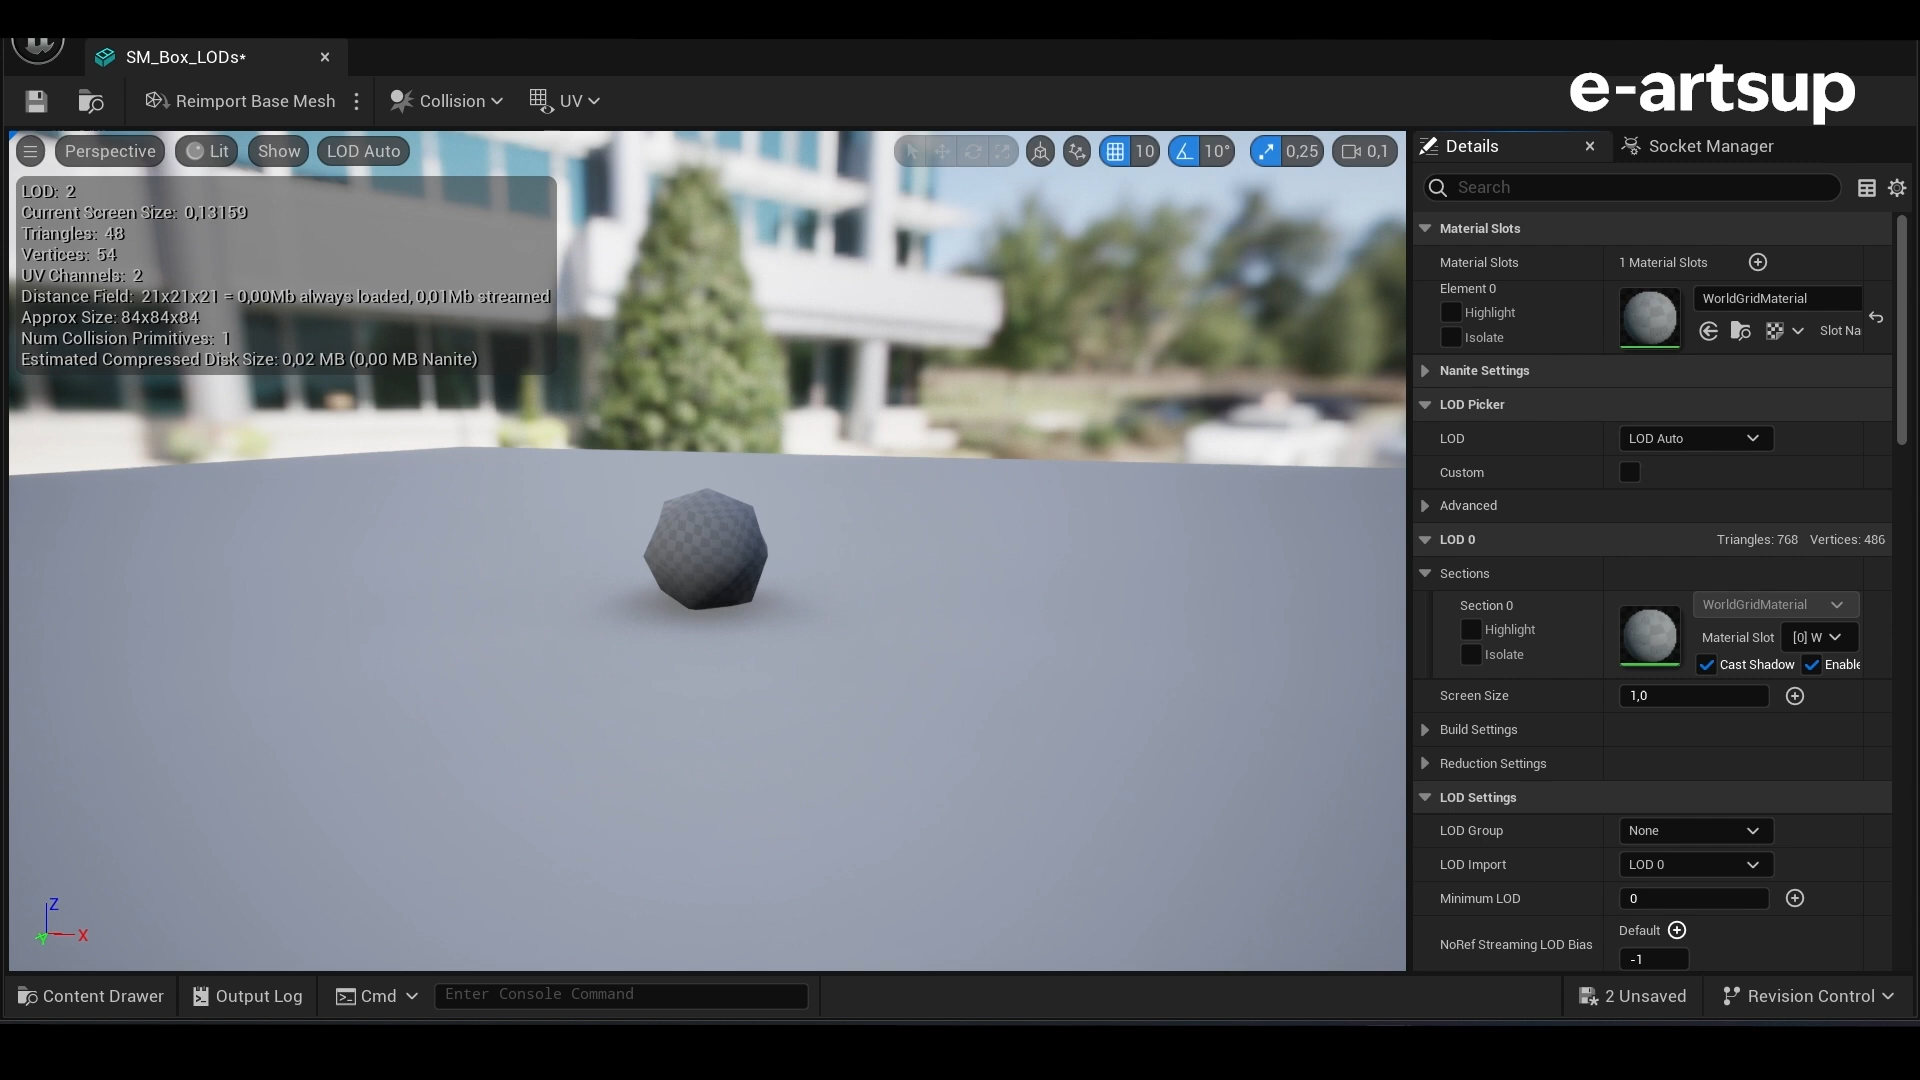 SM_Box_LODs*
e-artsup
Reimport Base Mesh
Collision
UV
Perspective
Lit
Show
LOD Auto
10
10°
0,25
0,1
LOD: 2
Current Screen Size: 0,13159
Triangles: 48
Vertices: 54
UV Channels: 2
Distance Field: 21x21x21 = 0,00Mb always loaded, 0,01Mb streamed
Approx Size: 84x84x84
Num Collision Primitives: 1
Estimated Compressed Disk Size: 0,02 MB (0,00 MB Nanite)
Z
X
Y
Details
Socket Manager
Search
Material Slots
Material Slots
1 Material Slots
Element 0
Highlight
Isolate
WorldGridMaterial
Slot Na
Nanite Settings
LOD Picker
LOD
LOD Auto
Custom
Advanced
LOD 0
Triangles: 768 Vertices: 486
Sections
Section 0
Highlight
Isolate
WorldGridMaterial
Material Slot
[0] W
Cast Shadow
Enable
Screen Size
1,0
Build Settings
Reduction Settings
LOD Settings
LOD Group
None
LOD Import
LOD 0
Minimum LOD
0
NoRef Streaming LOD Bias
Default
-1
Content Drawer
Output Log
Cmd
Enter Console Command
2 Unsaved
Revision Control